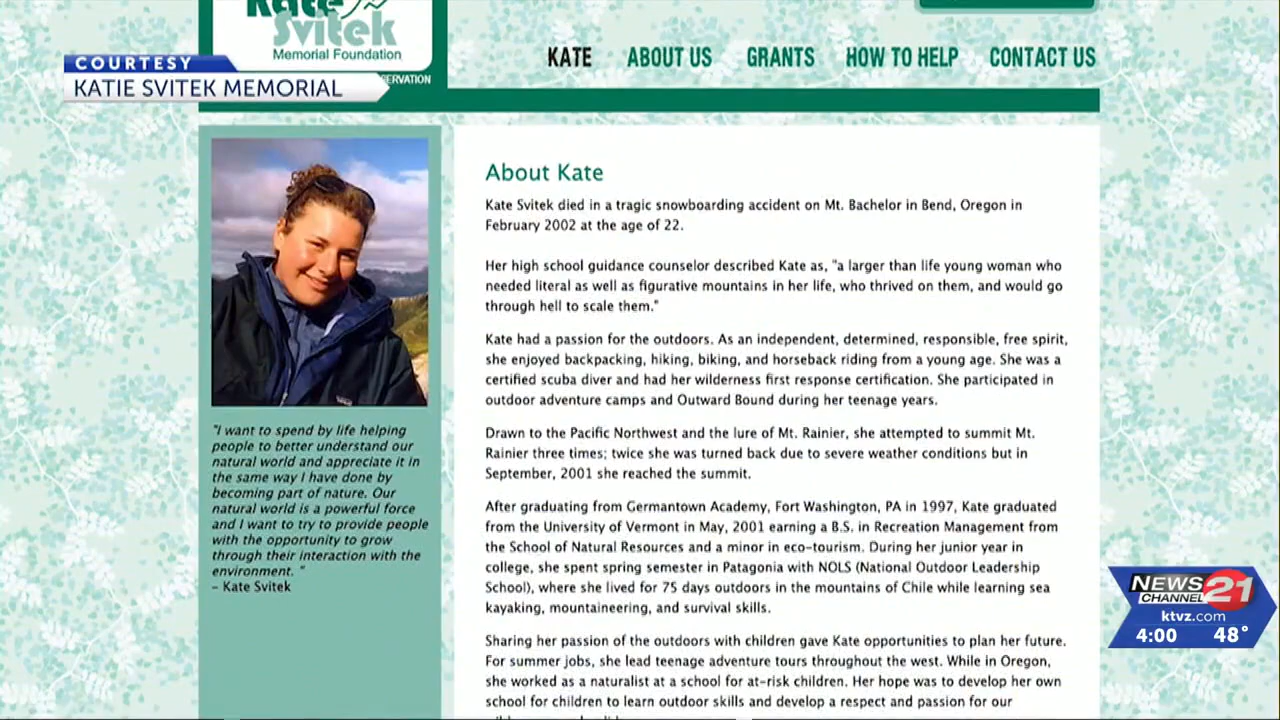 Kate
Svitek
Memorial Foundation
COURTESY
KATIE SVITEK MEMORIAL
KATE
ABOUT US
GRANTS
HOW TO HELP
CONTACT US
About Kate
Kate Svitek died in a tragic snowboarding accident on Mt. Bachelor in Bend, Oregon in
February 2002 at the age of 22.
Her high school guidance counselor described Kate as, "a larger than life young woman who
needed literal as well as figurative mountains in her life, who thrived on them, and would go
through hell to scale them."
Kate had a passion for the outdoors. As an independent, determined, responsible, free spirit,
she enjoyed backpacking, hiking, biking, and horseback riding from a young age. She was a
certified scuba diver and had her wilderness first response certification. She participated in
outdoor adventure camps and Outward Bound during her teenage years.
Drawn to the Pacific Northwest and the lure of Mt. Rainier, she attempted to summit Mt.
Rainier three times; twice she was turned back due to severe weather conditions but in
September, 2001 she reached the summit.
After graduating from Germantown Academy, Fort Washington, PA in 1997, Kate graduated
from the University of Vermont in May, 2001 earning a B.S. in Recreation Management from
the School of Natural Resources and a minor in eco-tourism. During her junior year in
college, she spent spring semester in Patagonia with NOLS (National Outdoor Leadership
School), where she lived for 75 days outdoors in the mountains of Chile while learning sea
kayaking, mountaineering, and survival skills.
Sharing her passion of the outdoors with children gave Kate opportunities to plan her future.
For summer jobs, she lead teenage adventure tours throughout the west. While in Oregon,
she worked as a naturalist at a school for at-risk children. Her hope was to develop her own
school for children to learn outdoor skills and develop a respect and passion for our
"I want to spend by life helping
people to better understand our
natural world and appreciate it in
the same way I have done by
becoming part of nature. Our
natural world is a powerful force
and I want to try to provide people
with the opportunity to grow
through their interaction with the
environment. "
– Kate Svitek
NEWS
CHANNEL 21
ktvz.com
4:00 48°